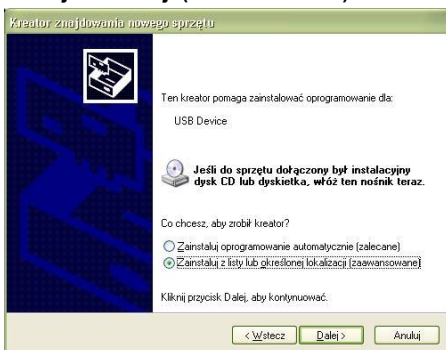 Kreator znajdowania nowego sprzętu
Ten kreator pomaga zainstalować oprogramowanie dla:
USB Device
Jeśli do sprzętu dołączony był instalacyjny
dysk CD lub dyskietka, włóż ten nośnik teraz.
Co chcesz, aby zrobił kreator?
Zainstaluj oprogramowanie automatycznie (zalecane)
Zainstaluj z listy lub określonej lokalizacji (zaawansowane)
Kliknij przycisk Dalej, aby kontynuować.
< Wstecz
Dalej >
Anuluj